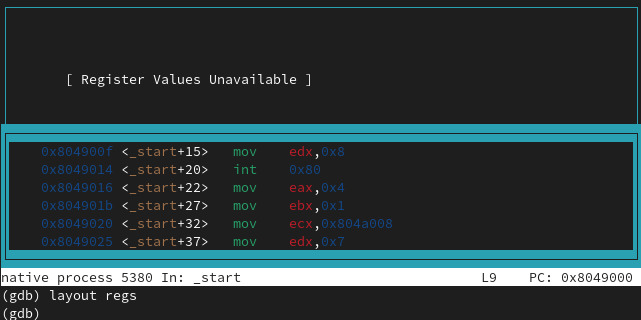 [ Register Values Unavailable ]
0x804900f <_start+15> mov edx,0x8
0x8049014 <_start+20> int 0x80
0x8049016 <_start+22> mov eax,0x4
0x804901b <_start+27> mov ebx,0x1
0x8049020 <_start+32> mov ecx,0x804a008
0x8049025 <_start+37> mov edx,0x7
native process 5380 In: _start L9 PC: 0x8049000
(gdb) layout regs
(gdb)